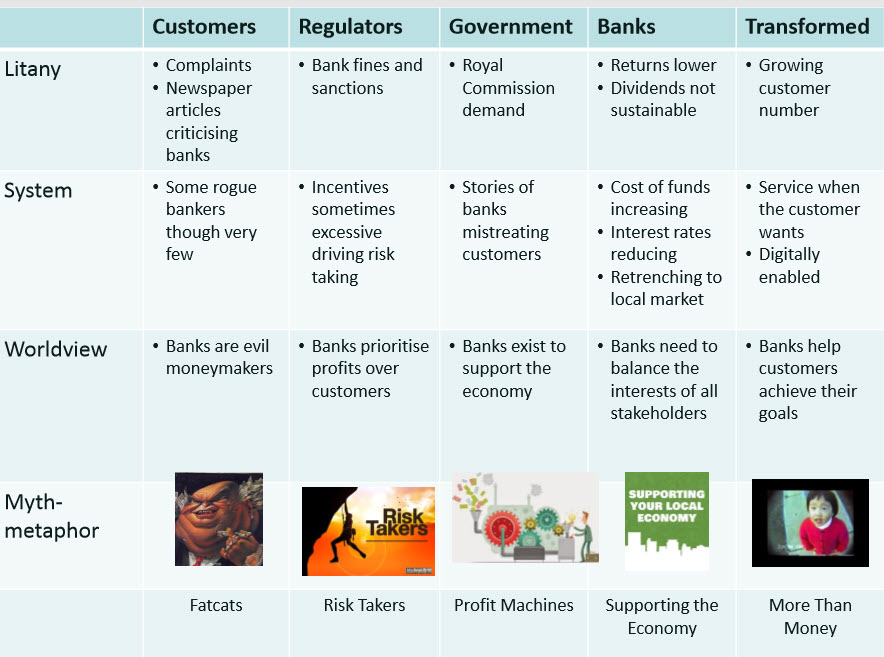 Customers Regulators Government Banks Transformed
Litany
• Complaints
• Newspaper
articles
criticising
banks
• Bank fines and
sanctions
• Royal
Commission
demand
• Returns lower
• Dividends not
sustainable
• Growing
customer
number
System
• Some rogue
bankers
though very
few
• Incentives
sometimes
excessive
driving risk
taking
• Stories of
banks
mistreating
customers
• Cost of funds
increasing
• Interest rates
reducing
• Retrenching to
local market
• Service when
the customer
wants
• Digitally
enabled
Worldview
• Banks are evil
moneymakers
• Banks prioritise
profits over
customers
• Banks exist to
support the
economy
• Banks need to
balance the
interests of all
stakeholders
• Banks help
customers
achieve their
goals
Myth-
metaphor
Risk
Takers
SUPPORTING
YOUR LOCAL
ECONOMY
Fatcats
Risk Takers
Profit Machines
Supporting the
Economy
More Than
Money